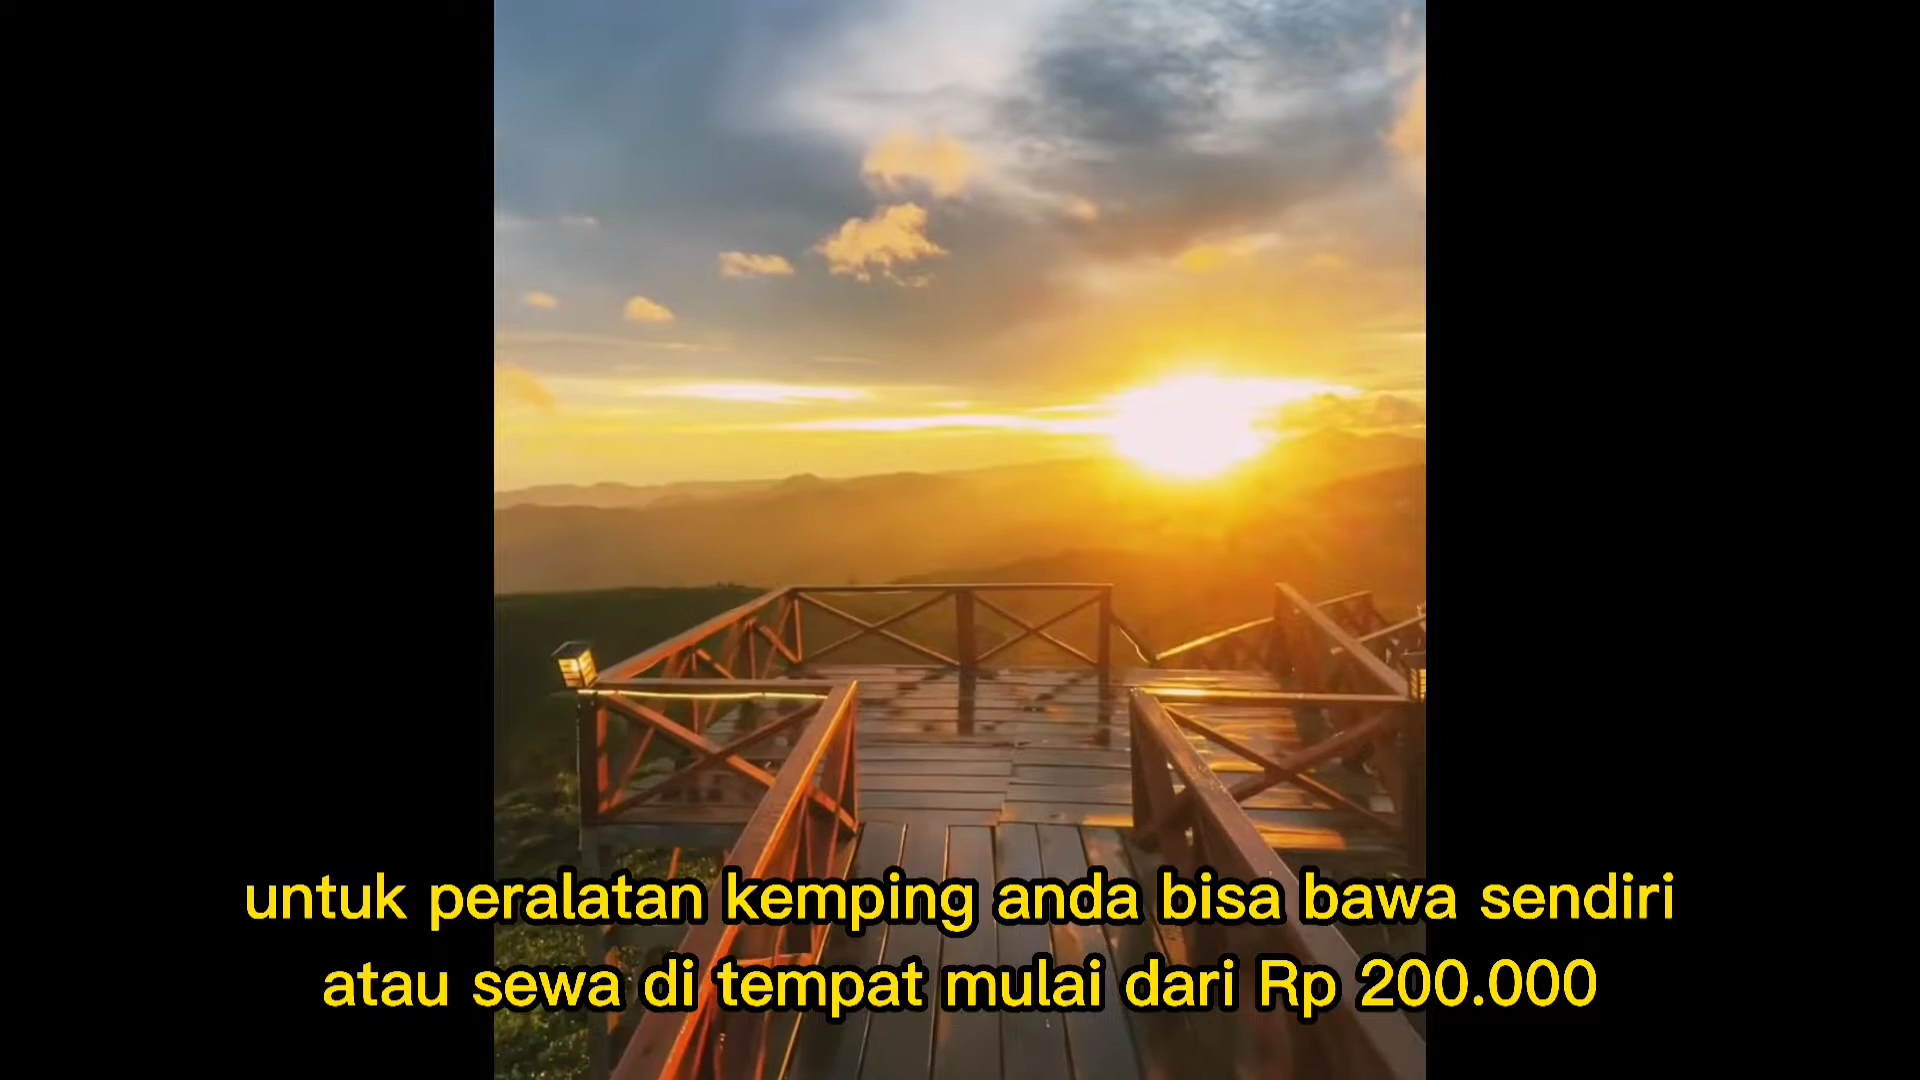 untuk peralatan kemping anda bisa bawa sendiri
atau sewa di tempat mulai dari Rp 200.000